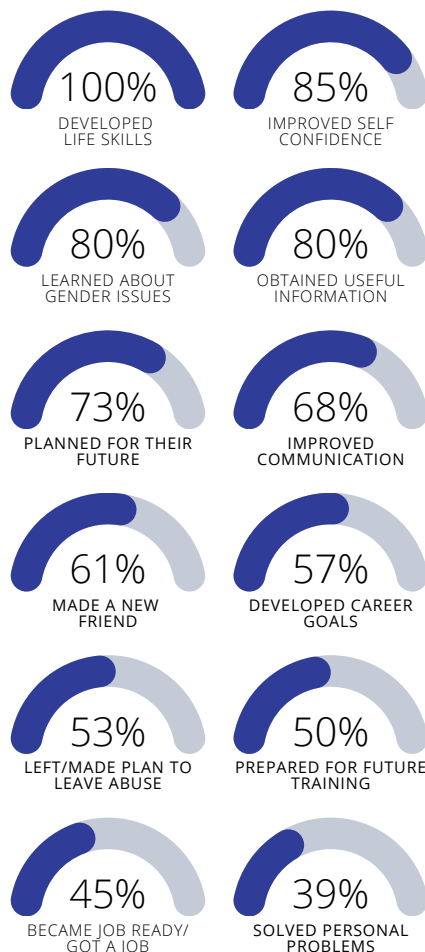 100%
DEVELOPED
LIFE SKILLS
85%
IMPROVED SELF
CONFIDENCE
80%
LEARNED ABOUT
GENDER ISSUES
80%
OBTAINED USEFUL
INFORMATION
73%
PLANNED FOR THEIR
FUTURE
68%
IMPROVED
COMMUNICATION
61%
MADE A NEW
FRIEND
57%
DEVELOPED CAREER
GOALS
53%
LEFT/MADE PLAN TO
LEAVE ABUSE
50%
PREPARED FOR FUTURE
TRAINING
45%
BECAME JOB READY/
GOT A JOB
39%
SOLVED PERSONAL
PROBLEMS